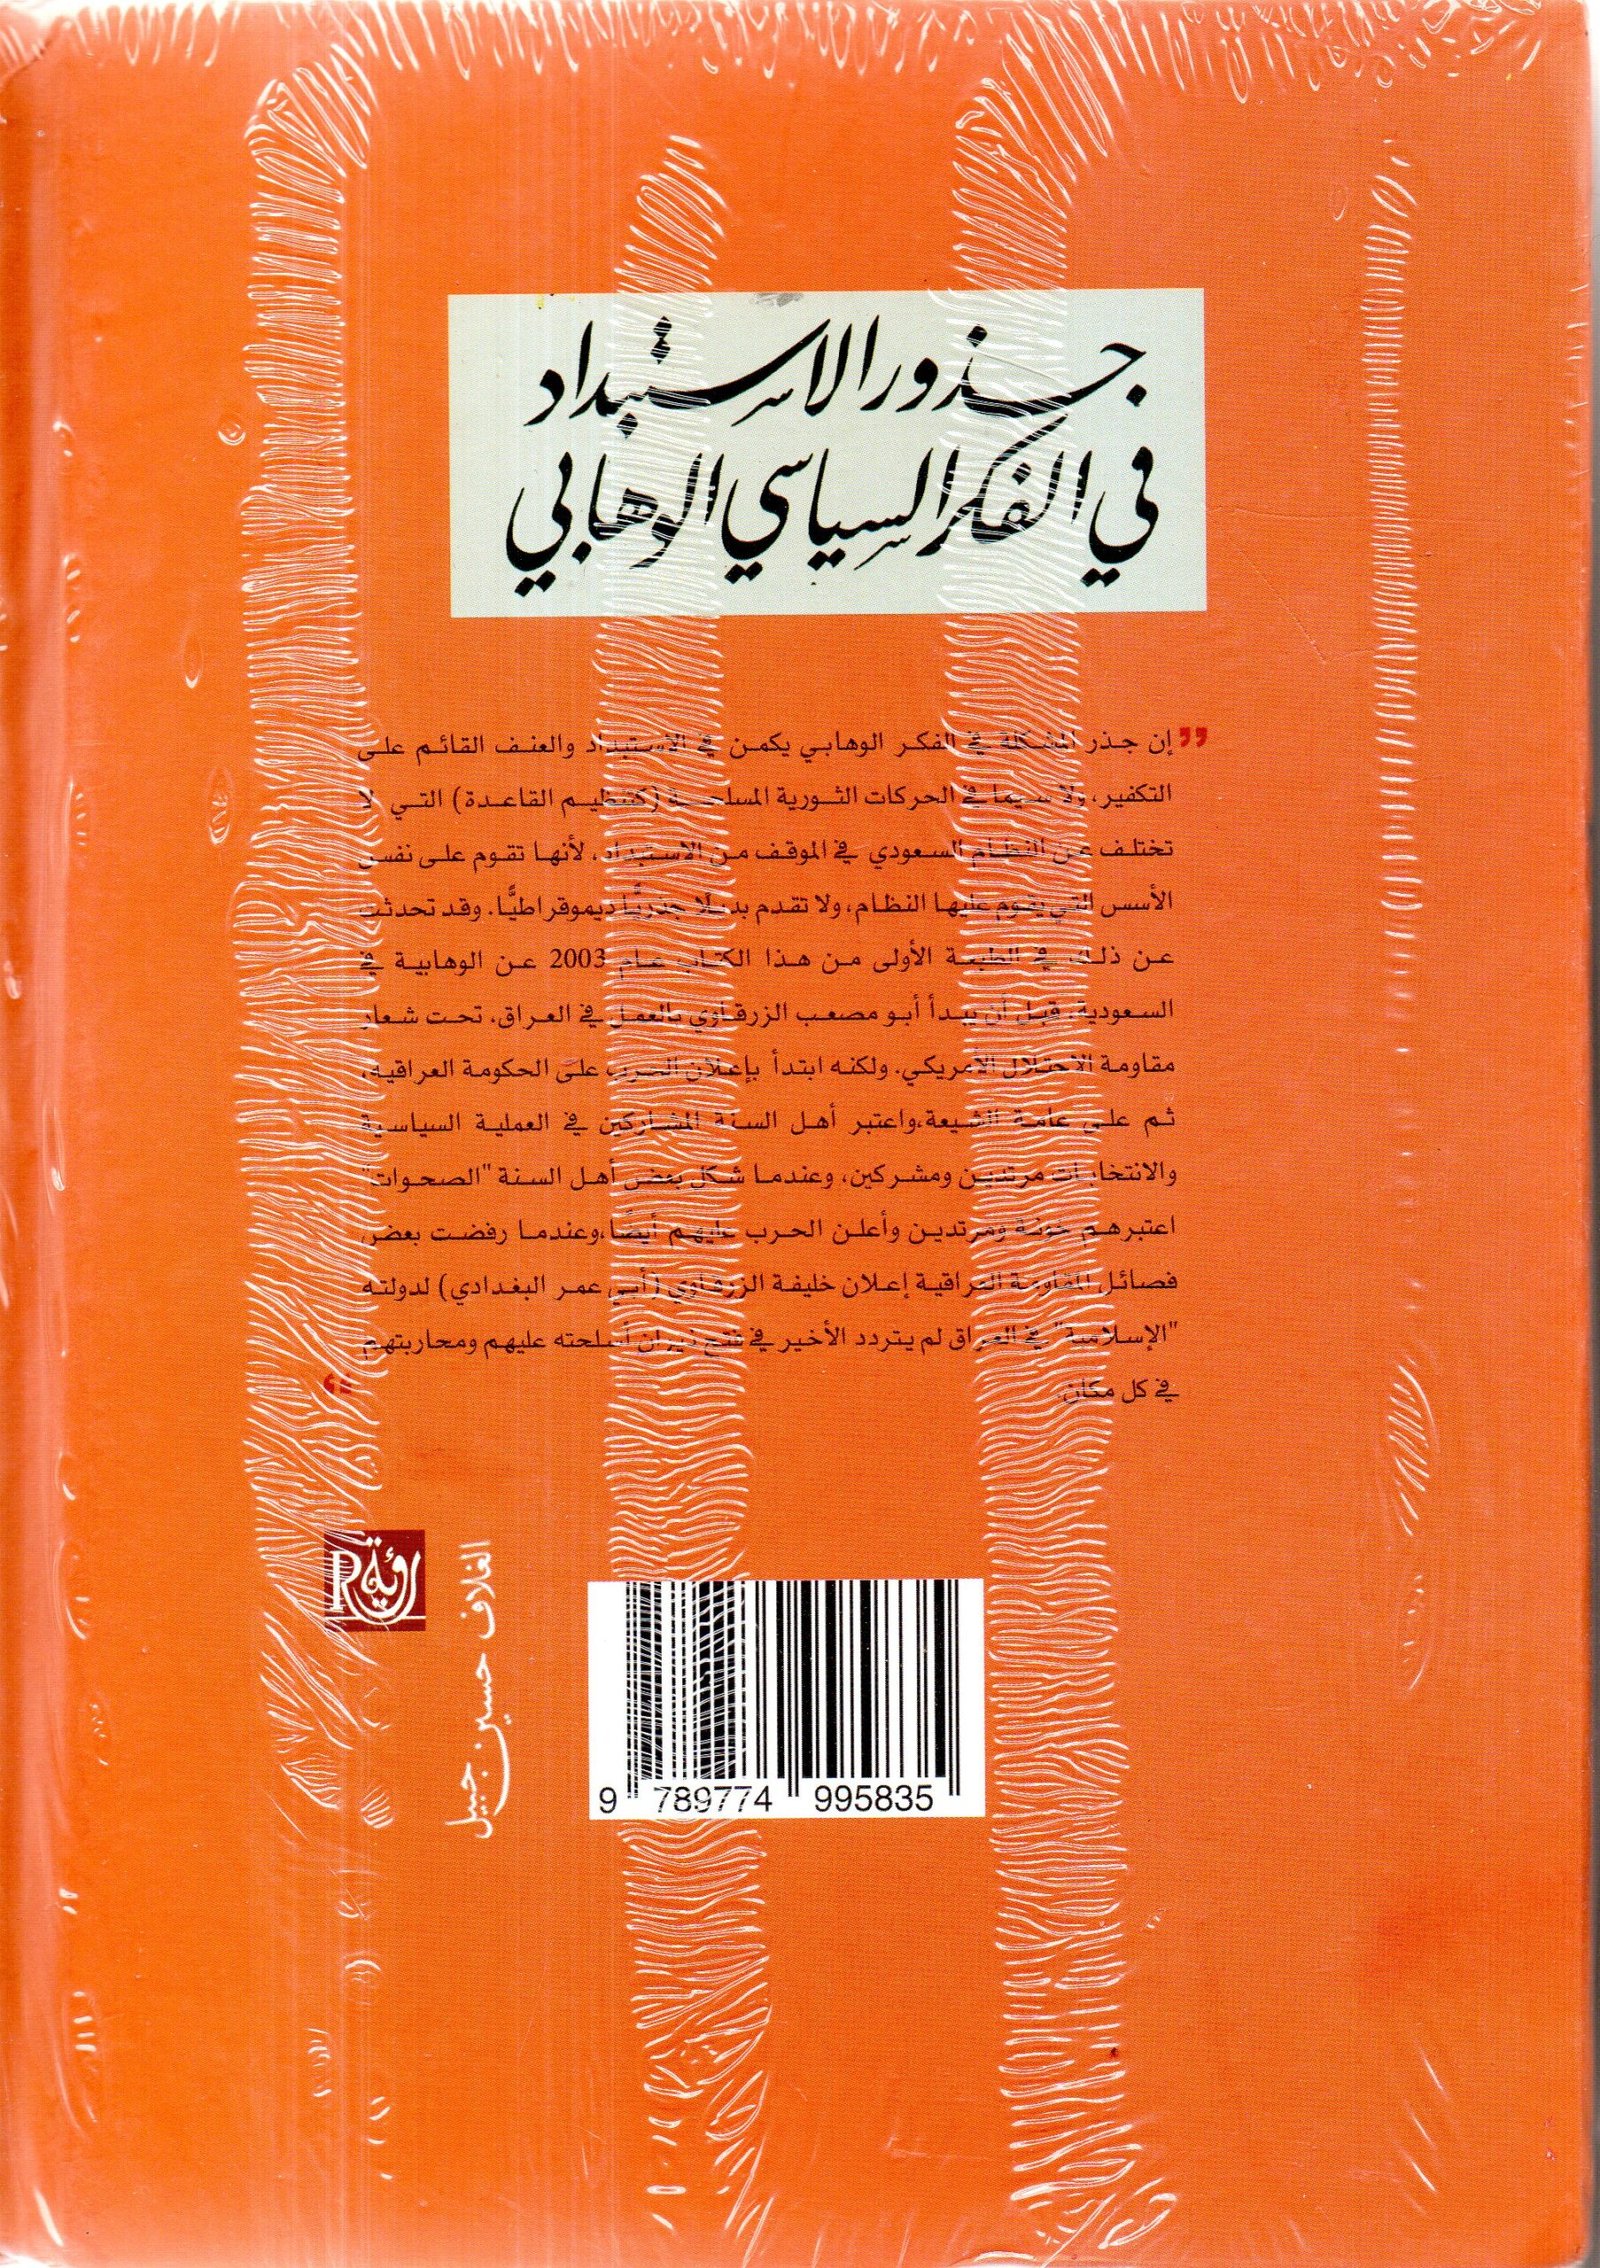 جذور الاستبداد
في الفكر السياسي الوهابي
”إن جذر المشكلة في الفكر الوهابي يكمن في الاستبداد والعنف القائم على
التكفير، ولا سيما في الحركات الثورية المسلحة (كتنظيم القاعدة) التي لا
تختلف عن النظام السعودي في الموقف من الاستبداد، لأنها تقوم على نفس
الأسس التي يقوم عليها النظام، ولا تقدم بديلًا جذريًّا ديموقراطيًّا. وقد تحدثت
عن ذلك، في الطبعة الأولى من هذا الكتاب عام 2003 عن الوهابية في
السعودية، قبل أن يبدأ أبو مصعب الزرقاوي بالعمل في العراق، تحت شعار
مقاومة الاحتلال الأمريكي. ولكنه ابتدأ بإعلان الحرب على الحكومة العراقية،
ثم على عامة الشيعة،واعتبر أهل السنة المشاركين في العملية السياسية
والانتخابات مرتدين ومشركين، وعندما شكل بعض أهل السنة "الصحوات"
اعتبرهم خونة ومرتدين وأعلن الحرب عليهم أيضًا،وعندما رفضت بعض
فصائل المقاومة العراقية إعلان خليفة الزرقاوي (أبي عمر البغدادي) لدولته
"الإسلامية" في العراق لم يتردد الأخير في فتح نيران أسلحته عليهم ومحاربتهم
في كل مكان.“
رؤية R
الغلاف حسين جبيل
9 789774 995835